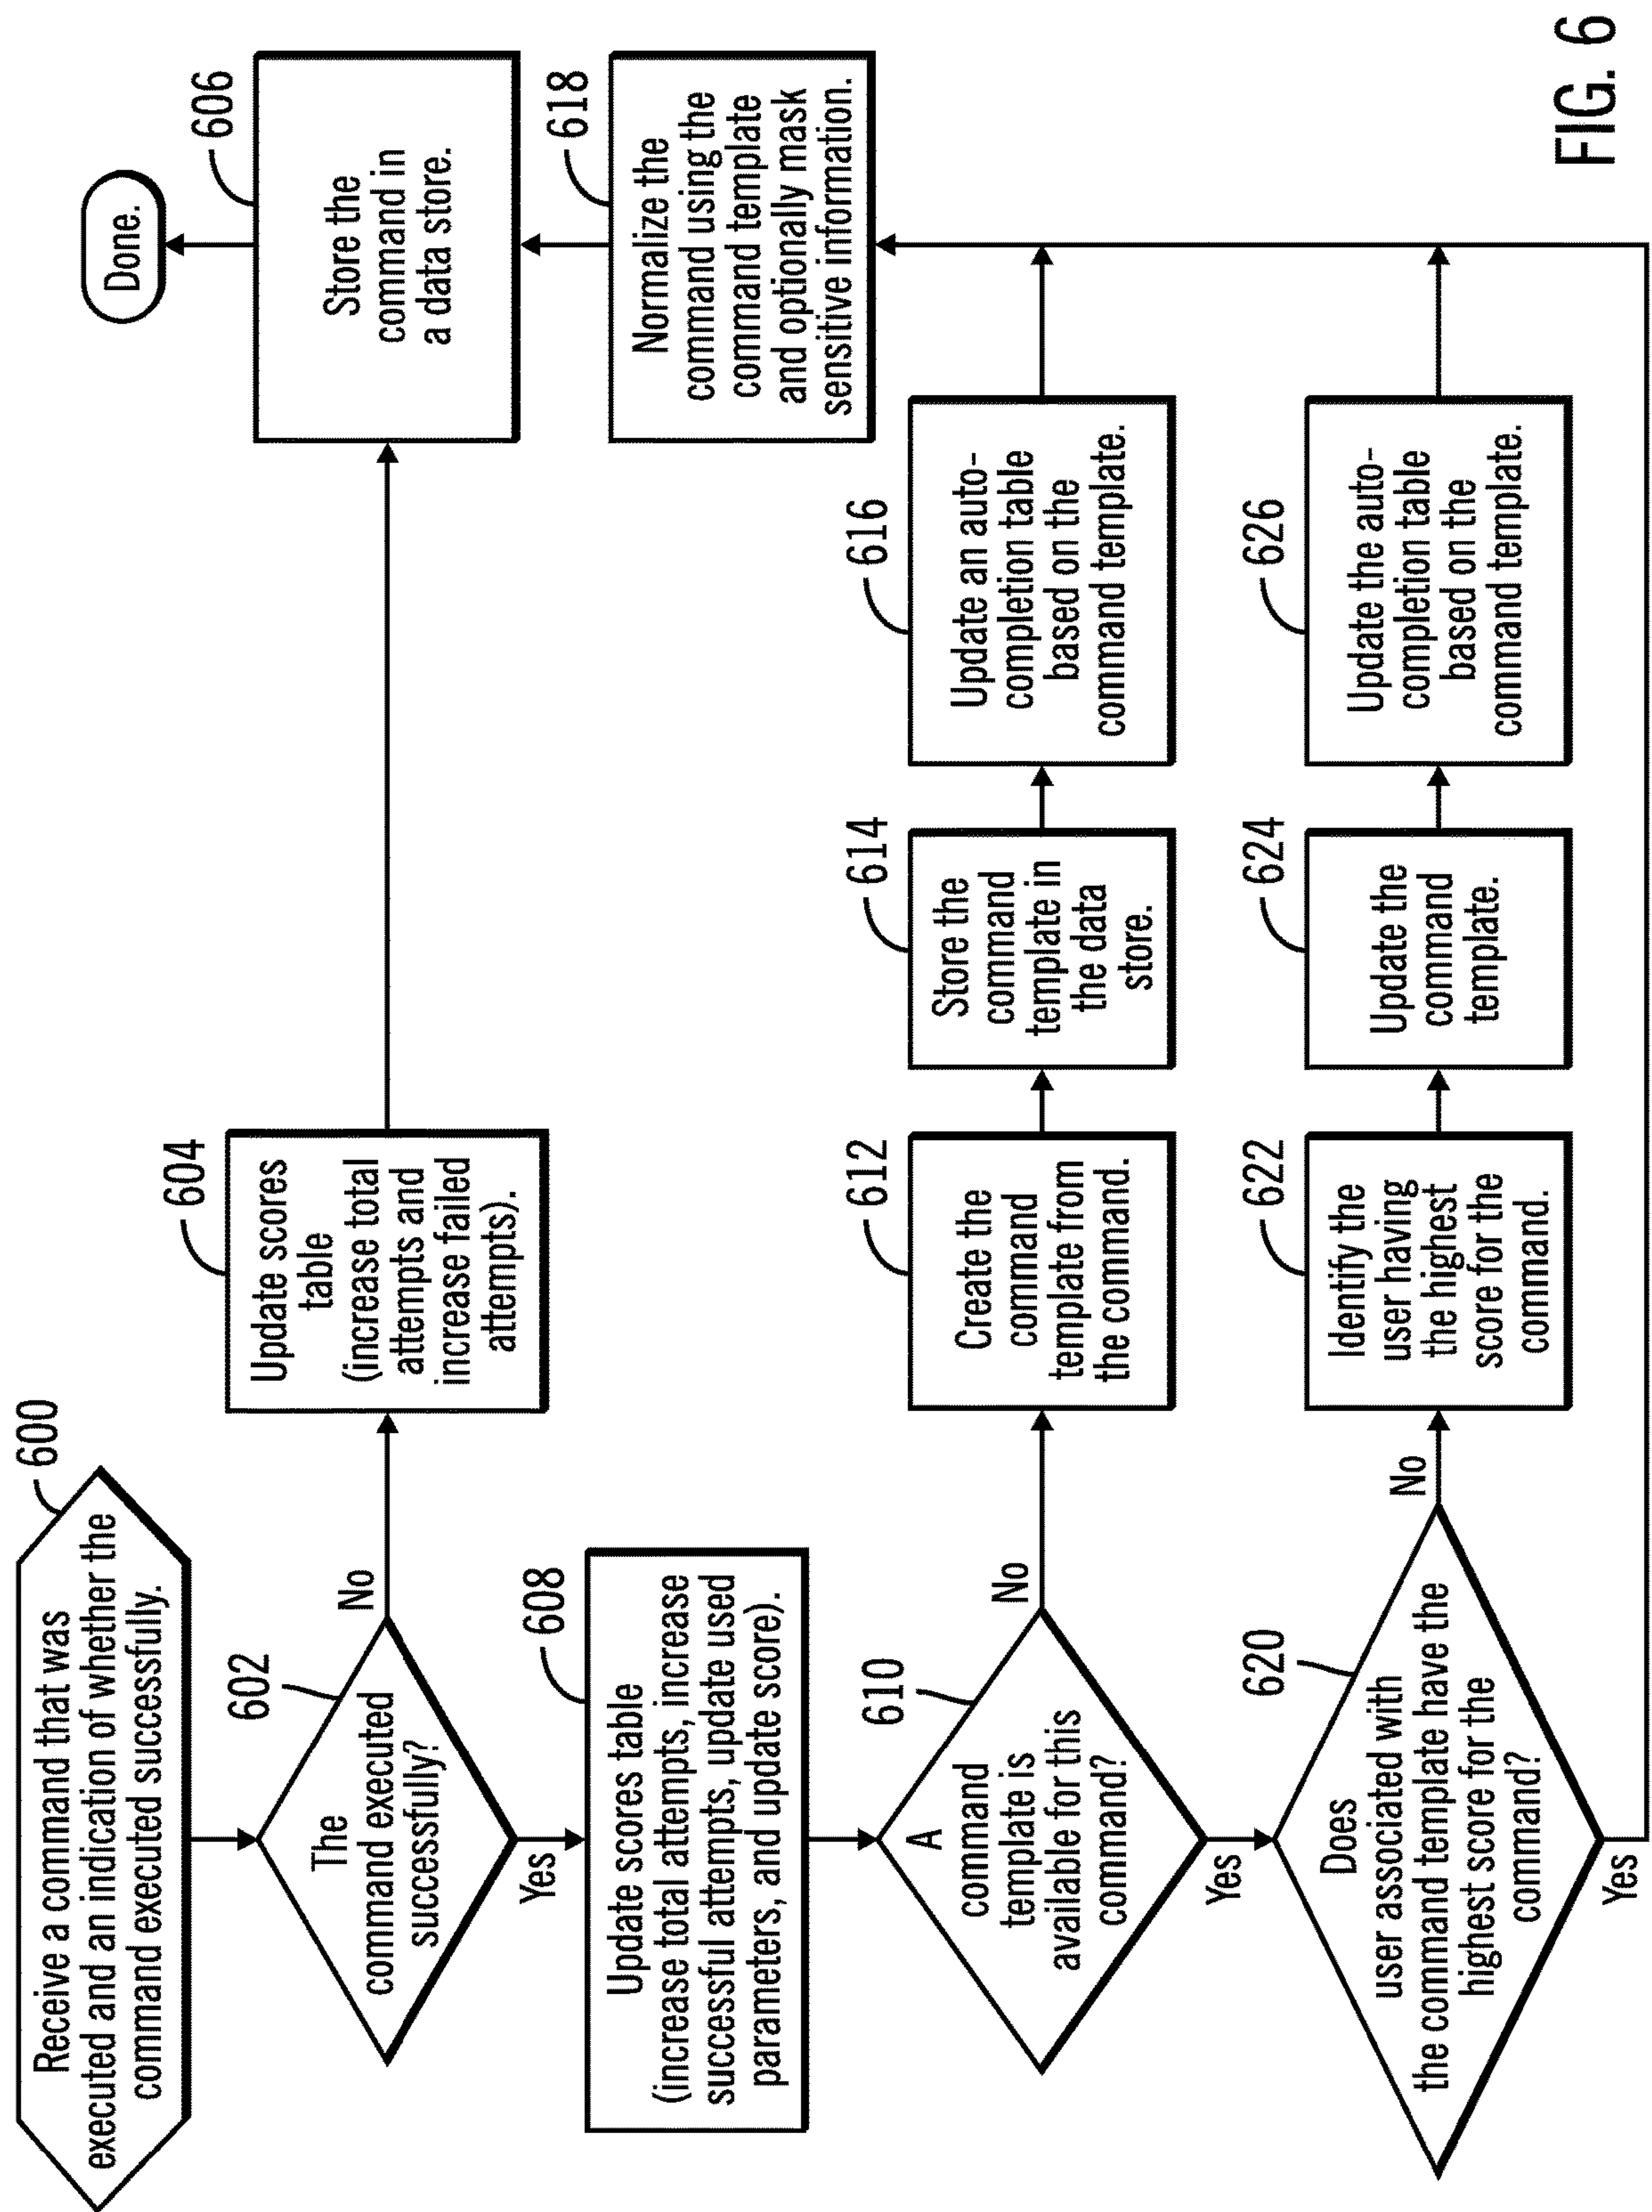 600
Receive a command that was
executed and an indication of whether the
command executed successfully.
602
The
command executed
successfully?
No
Yes
604
Update scores
table
(increase total
attempts and
increase failed
attempts).
606
Store the
command in
a data store.
Done.
608
Update scores table
(increase total attempts, increase
successful attempts, update used
parameters, and update score).
610
A
command
template is
available for this
command?
No
Yes
612
Create the
command
template from
the command.
614
Store the
command
template in
the data
store.
616
Update an auto-
completion table
based on the
command template.
618
Normalize the
command using the
command template
and optionally mask
sensitive information.
620
Does
user associated with
the command template have the
highest score for the
command?
No
Yes
622
Identify the
user having
the highest
score for the
command.
624
Update the
command
template.
626
Update the auto-
completion table
based on the
command template.
FIG. 6